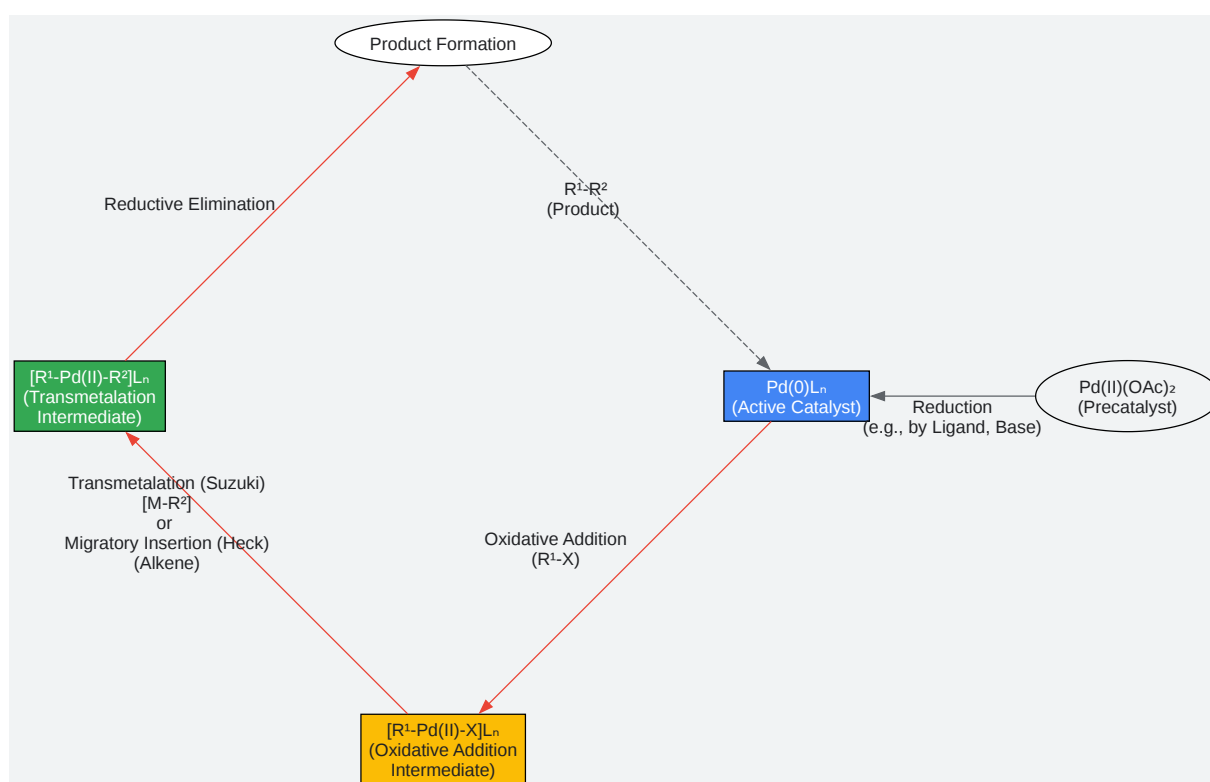 Product Formation
Reductive Elimination
R¹-R²
(Product)
[R¹-Pd(II)-R²]Lₙ
(Transmetalation
Intermediate)
Pd(0)Lₙ
(Active Catalyst)
Reduction
(e.g., by Ligand, Base)
Pd(II)(OAc)₂
(Precatalyst)
Transmetalation (Suzuki)
[M-R²]
or
Migratory Insertion (Heck)
(Alkene)
Oxidative Addition
(R¹-X)
[R¹-Pd(II)-X]Lₙ
(Oxidative Addition
Intermediate)